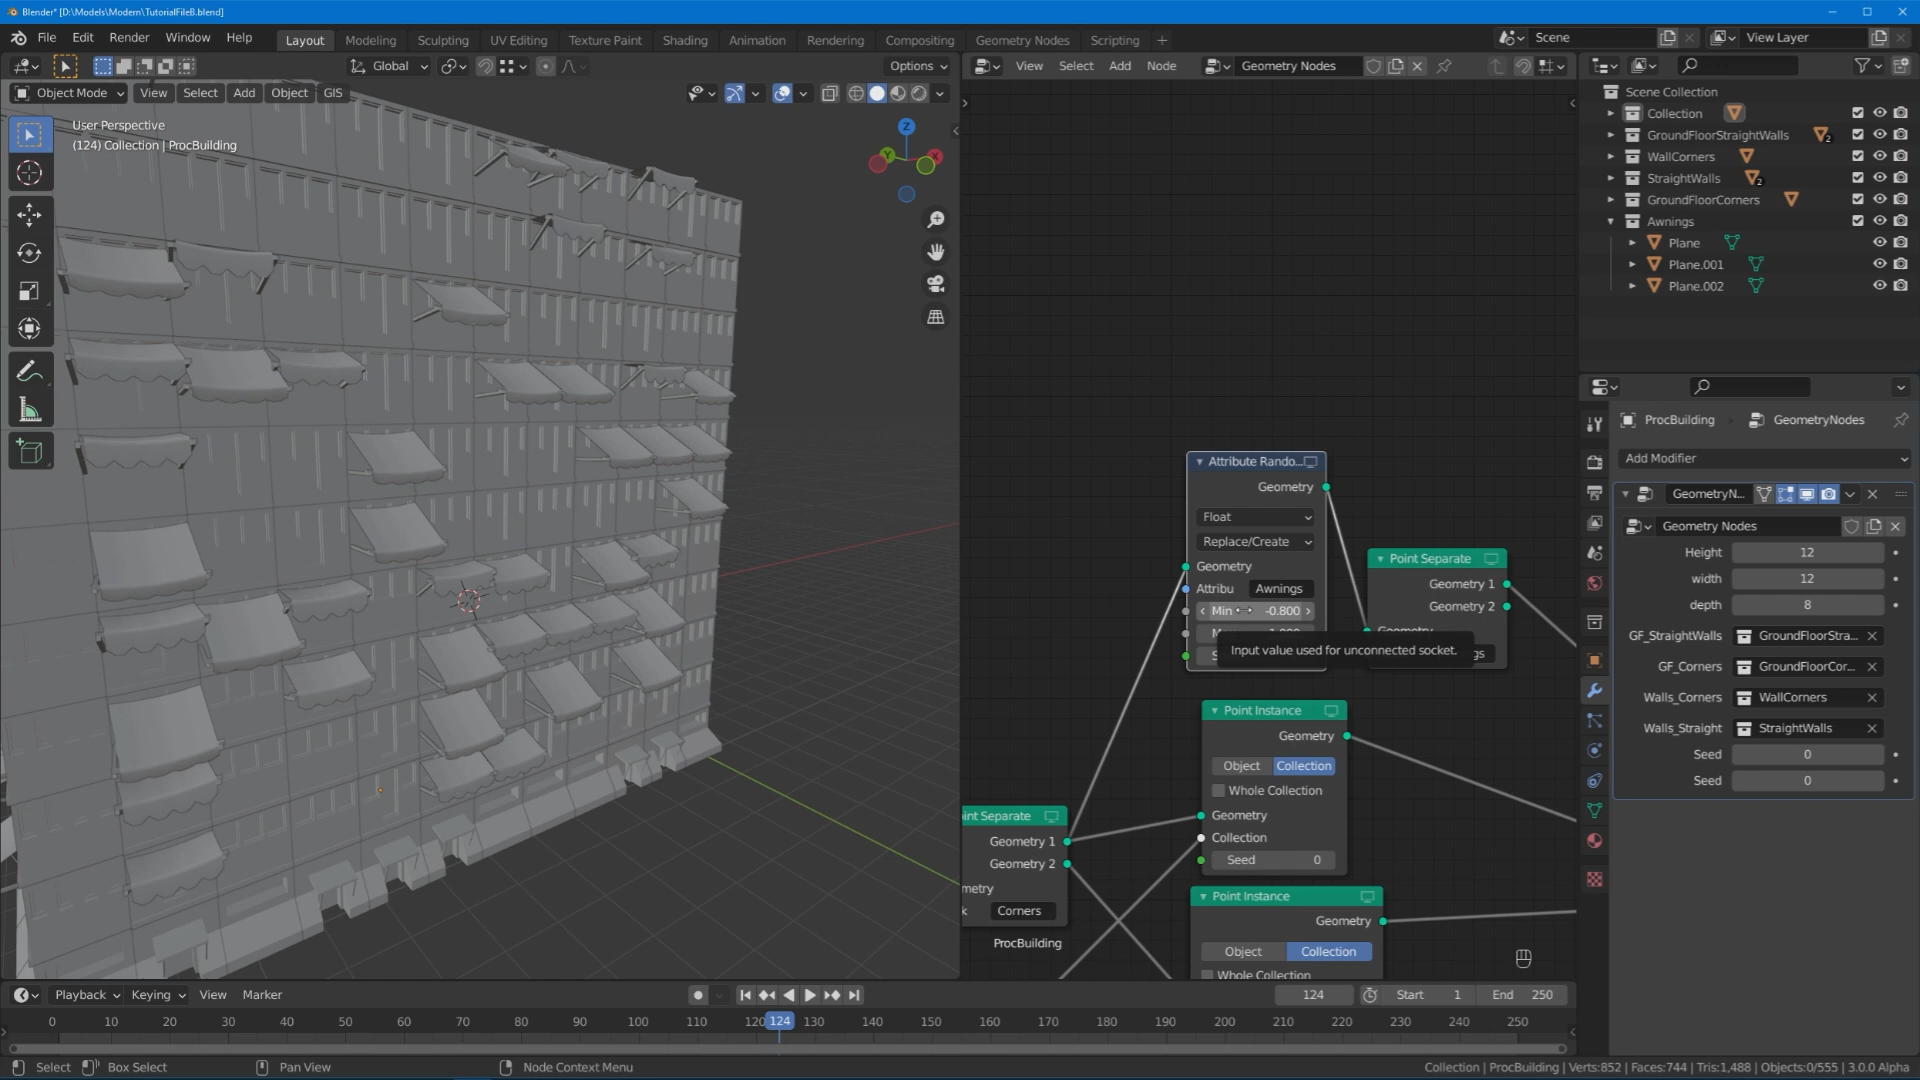 Blender* [D:\Models\Modern\TutorialFileB.blend]
File Edit Render Window Help Layout Modeling Sculpting UV Editing Texture Paint Shading Animation Rendering Compositing Geometry Nodes Scripting + Scene View Layer
Global Options View Select Add Node Geometry Nodes
Object Mode View Select Add Object GIS
User Perspective
(124) Collection | ProcBuilding
Z
Y X
Scene Collection
Collection
GroundFloorStraightWalls 2
WallCorners
StraightWalls 2
GroundFloorCorners
Awnings
Plane
Plane.001
Plane.002
ProcBuilding GeometryNodes
Add Modifier
GeometryN...
Geometry Nodes
Height 12
width 12
depth 8
GF_StraightWalls GroundFloorStra...
GF_Corners GroundFloorCor...
Walls_Corners WallCorners
Walls_Straight StraightWalls
Seed 0
Seed 0
Attribute Rando...
Geometry
Float
Replace/Create
Geometry
Attribu Awnings
Min -0.800
Input value used for unconnected socket.
Point Separate
Geometry 1
Geometry 2
gs
Point Instance
Geometry
Object Collection
Whole Collection
Geometry
Collection
Seed 0
int Separate
Geometry 1
Geometry 2
metry
k Corners
ProcBuilding
Point Instance
Geometry
Object Collection
Whole Collection
Playback Keying View Marker 124 Start 1 End 250
0 10 20 30 40 50 60 70 80 90 100 110 120 124 130 140 150 160 170 180 190 200 210 220 230 240 250
Select Box Select Pan View Node Context Menu Collection | ProcBuilding | Verts:852 | Faces:744 | Tris:1,488 | Objects:0/555 | 3.0.0 Alpha